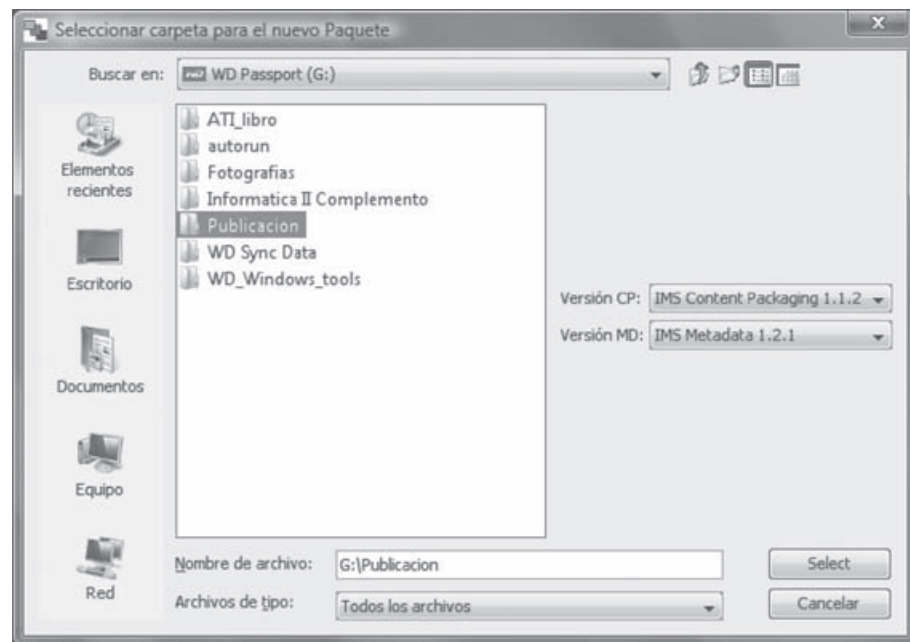 Seleccionar carpeta para el nuevo Paquete
Buscar en: WD Passport (G:)
Elementos recientes
Escritorio
Documentos
Equipo
Red
ATI_libro
autorun
Fotografias
Informatica II Complemento
Publicacion
WD Sync Data
WD_Windows_tools
Versión CP: IMS Content Packaging 1.1.2
Versión MD: IMS Metadata 1.2.1
Nombre de archivo: G:\Publicacion
Select
Archivos de tipo: Todos los archivos
Cancelar